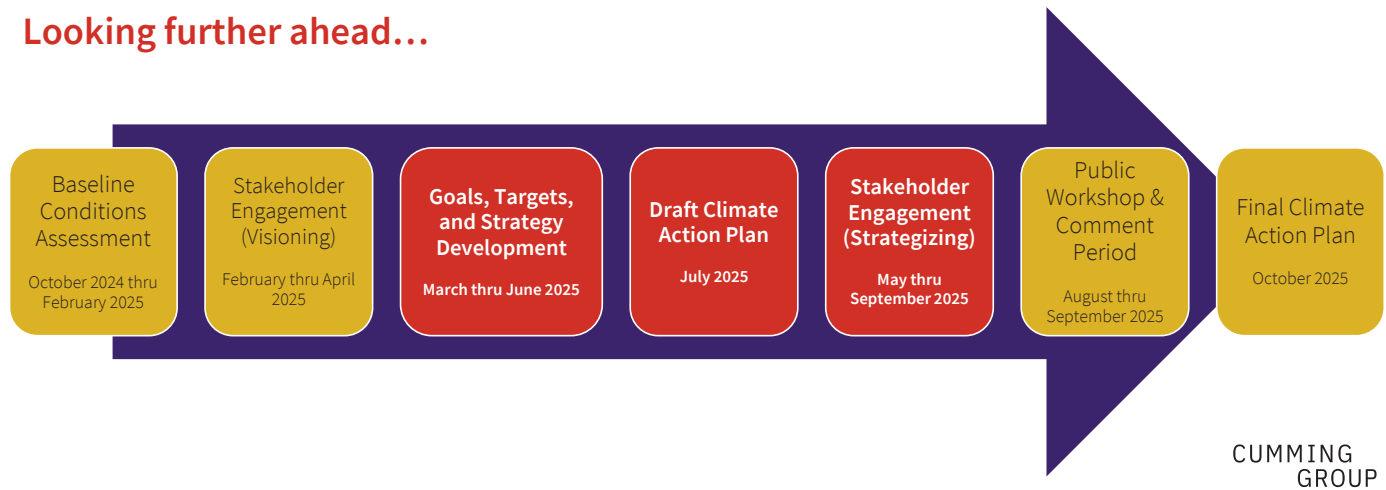 Looking further ahead…
Baseline
Conditions
Assessment
October 2024 thru
February 2025
Stakeholder
Engagement
(Visioning)
February thru April
2025
Goals, Targets,
and Strategy
Development
March thru June 2025
Draft Climate
Action Plan
July 2025
Stakeholder
Engagement
(Strategizing)
May thru
September 2025
Public
Workshop &
Comment
Period
August thru
September 2025
Final Climate
Action Plan
October 2025
CUMMING
GROUP